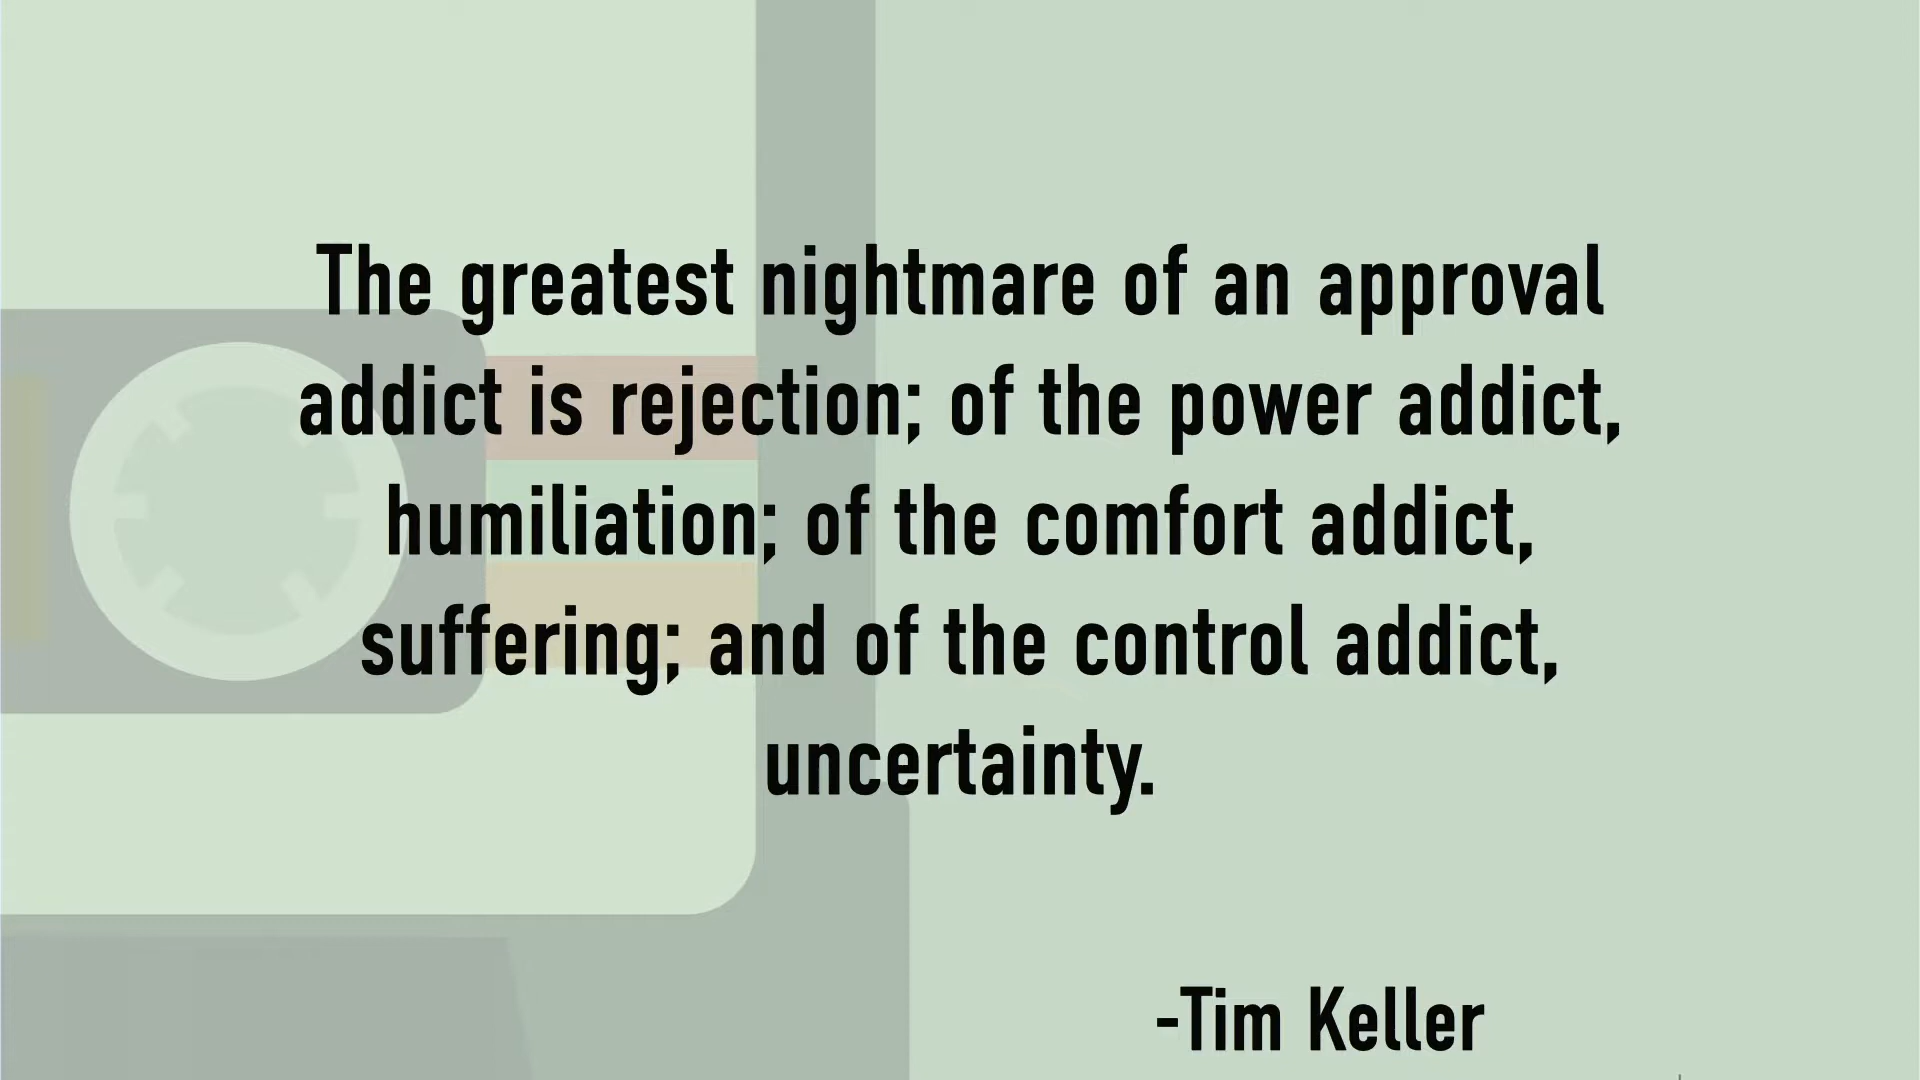 The greatest nightmare of an approval
addict is rejection; of the power addict,
humiliation; of the comfort addict,
suffering; and of the control addict,
uncertainty.
-Tim Keller